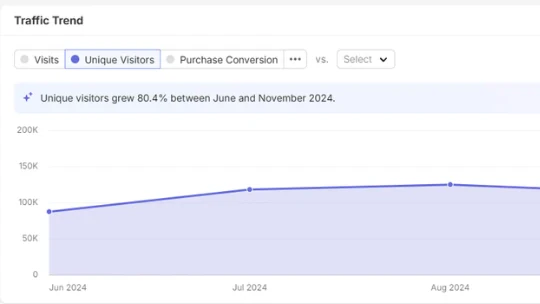 Traffic Trend
Visits Unique Visitors Purchase Conversion ••• vs. Select
Unique visitors grew 80.4% between June and November 2024.
200K
150K
100K
50K
0
Jun 2024 Jul 2024 Aug 2024